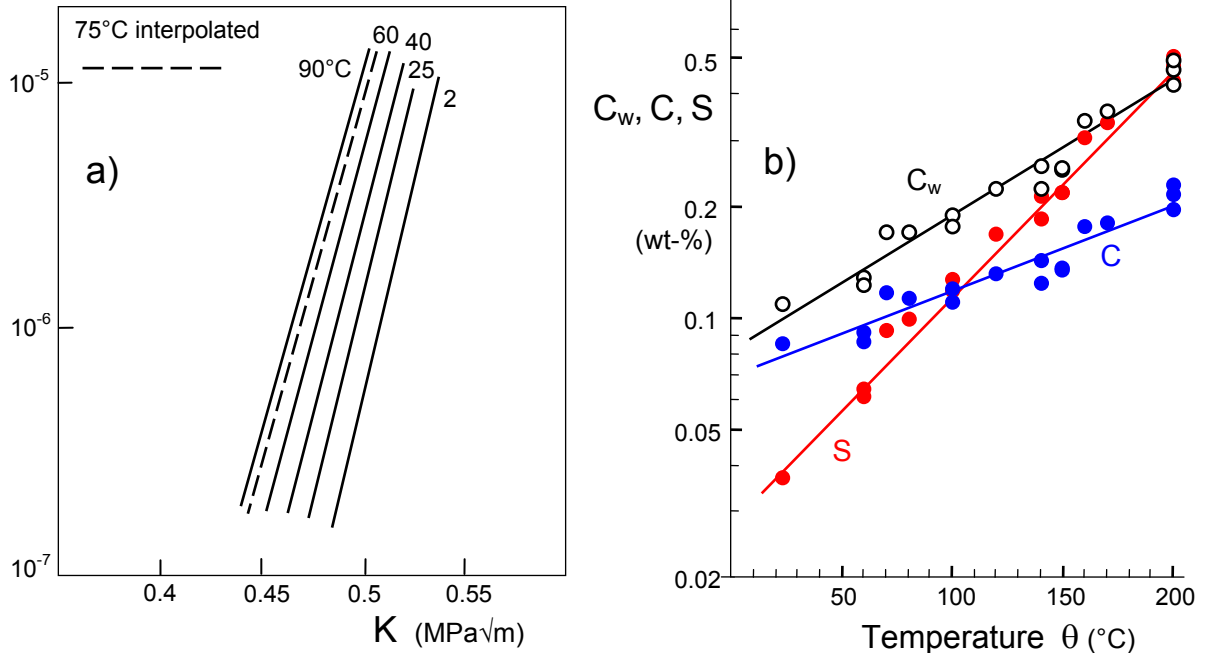 75°C interpolated
90°C
60
40
25
2
a)
10⁻⁵
10⁻⁶
10⁻⁷
0.4
0.45
0.5
0.55
K (MPa√m)
b)
C_w, C, S
(wt-%)
0.5
0.2
0.1
0.05
0.02
C_w
C
S
50
100
150
200
Temperature θ (°C)